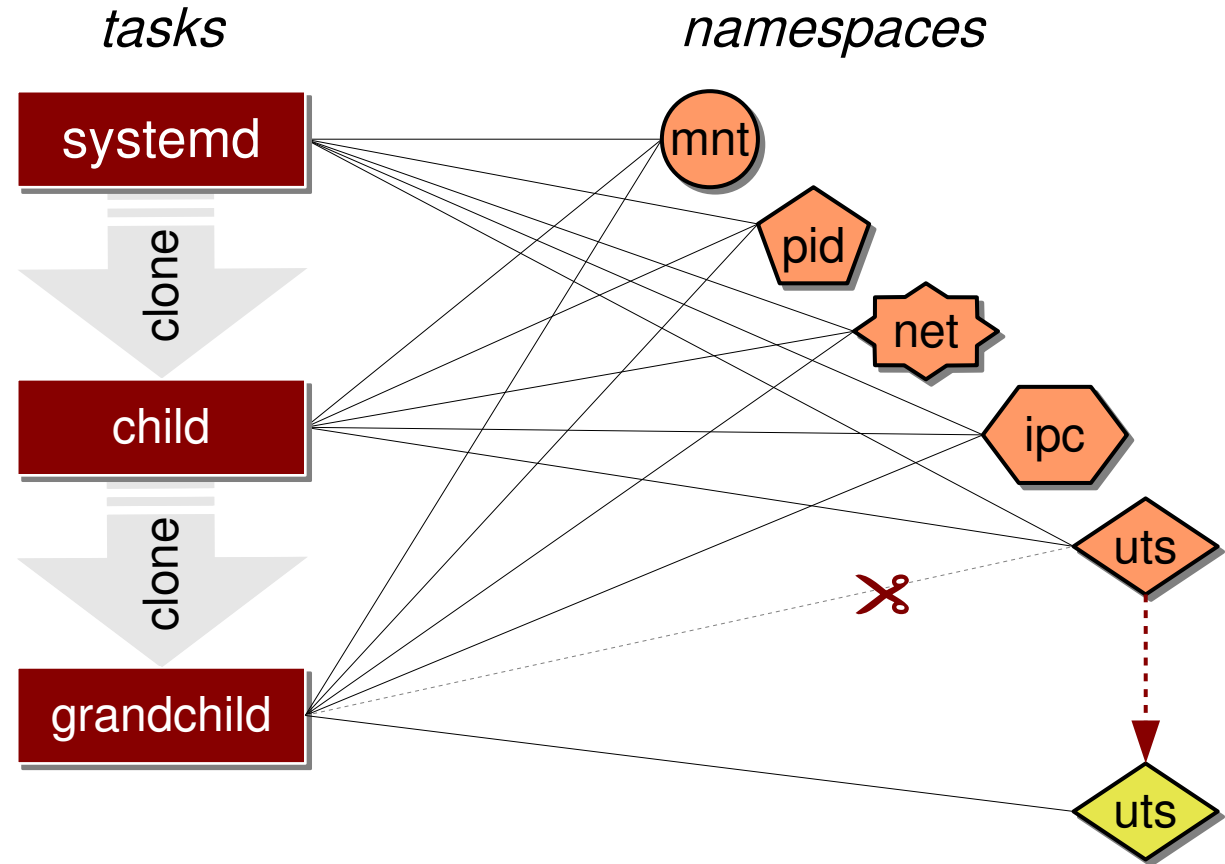 tasks
namespaces
systemd
mnt
pid
clone
net
child
ipc
uts
clone
grandchild
uts